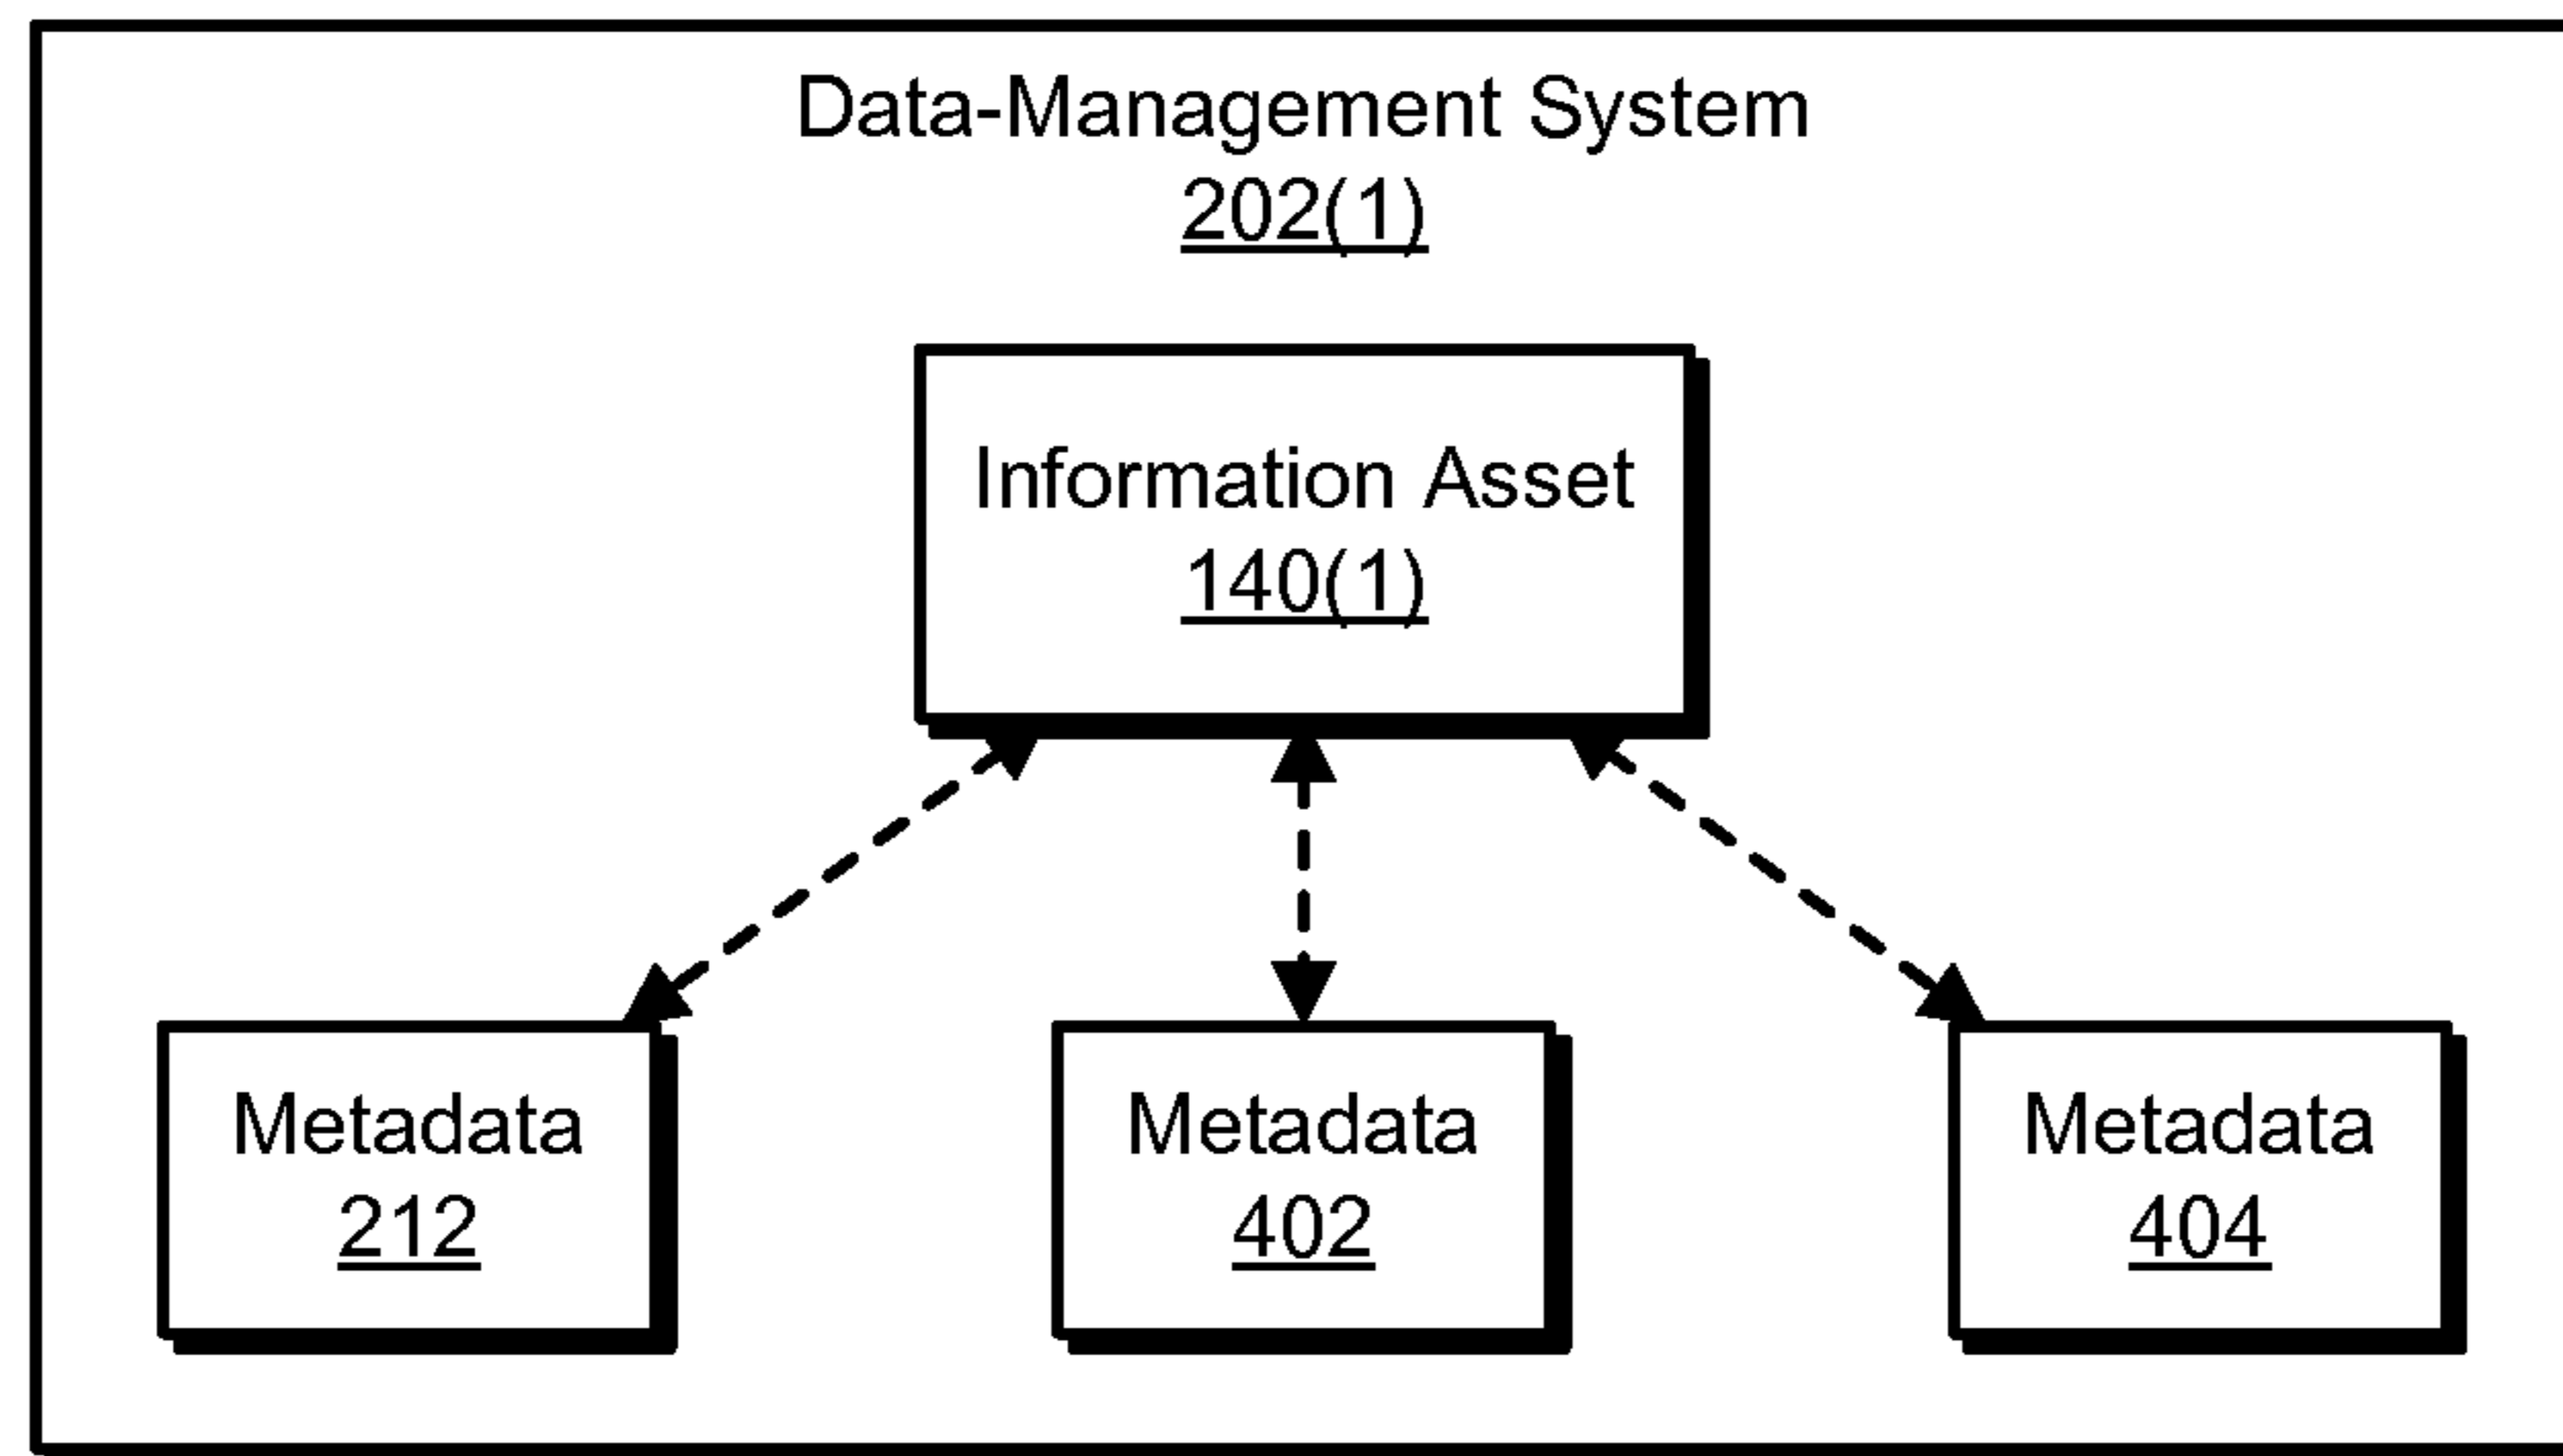 Data-Management System
202(1)
Information Asset
140(1)
Metadata
212
Metadata
402
Metadata
404